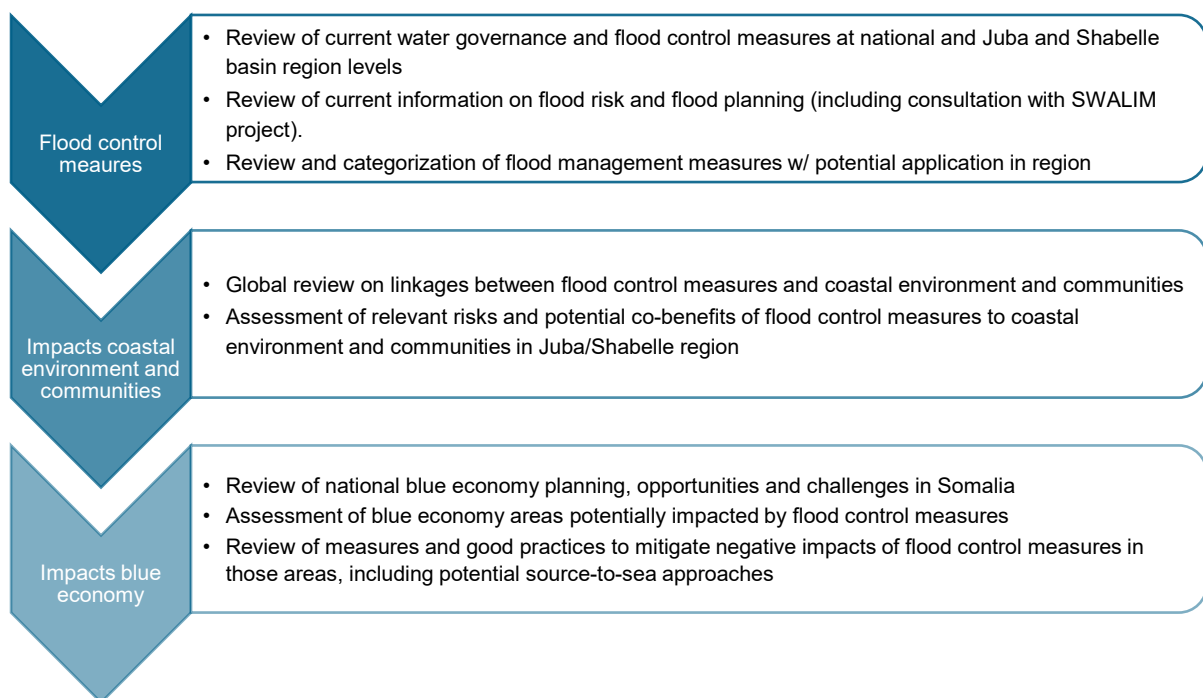 • Review of current water governance and flood control measures at national and Juba and Shabelle
basin region levels
• Review of current information on flood risk and flood planning (including consultation with SWALIM
project).
• Review and categorization of flood management measures w/ potential application in region
Flood control
meaures
• Global review on linkages between flood control measures and coastal environment and communities
• Assessment of relevant risks and potential co-benefits of flood control measures to coastal
environment and communities in Juba/Shabelle region
Impacts coastal
environment and
communities
• Review of national blue economy planning, opportunities and challenges in Somalia
• Assessment of blue economy areas potentially impacted by flood control measures
• Review of measures and good practices to mitigate negative impacts of flood control measures in
those areas, including potential source-to-sea approaches
Impacts blue
economy